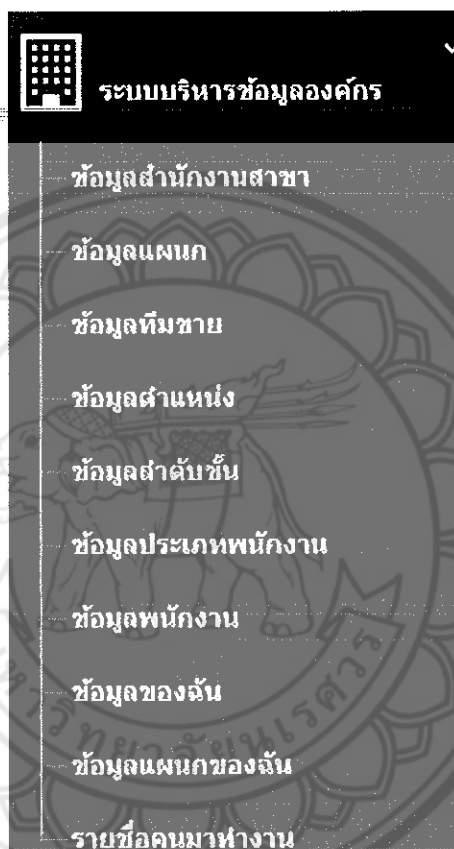 ระบบบริหารข้อมูลองค์กร
ข้อมูลสำนักงานสาขา
ข้อมูลแผนก
ข้อมูลทีมขาย
ข้อมูลตำแหน่ง
ข้อมูลลำดับชั้น
ข้อมูลประเภทพนักงาน
ข้อมูลพนักงาน
ข้อมูลของฉัน
ข้อมูลแผนกของฉัน
รายชื่อคนมาทำงาน